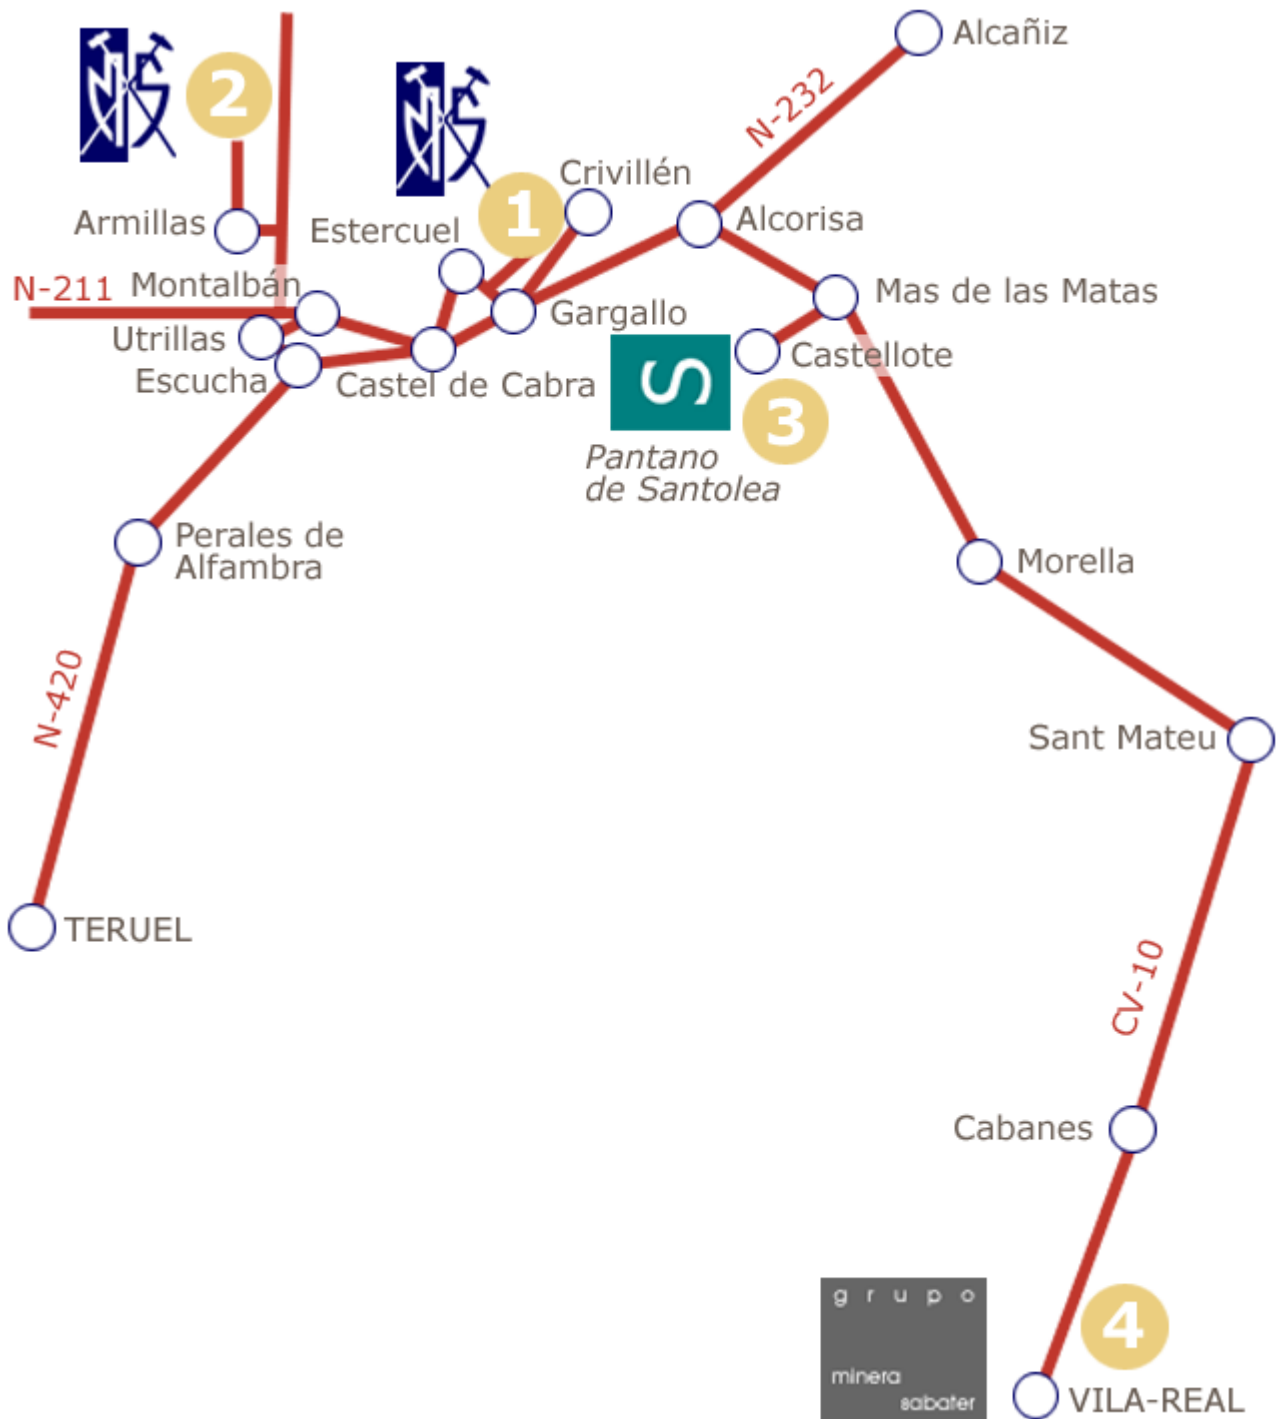 Alcañiz
2
N-232
Crivillén
1
Armillas
Estercuel
Alcorisa
N-211
Montalbán
Mas de las Matas
Gargallo
Utrillas
Castellote
Escucha
Castel de Cabra
S
3
Pantano
de Santolea
Perales de
Alfambra
Morella
N-420
Sant Mateu
TERUEL
CV-10
Cabanes
grupo
minera
sabater
4
VILA-REAL